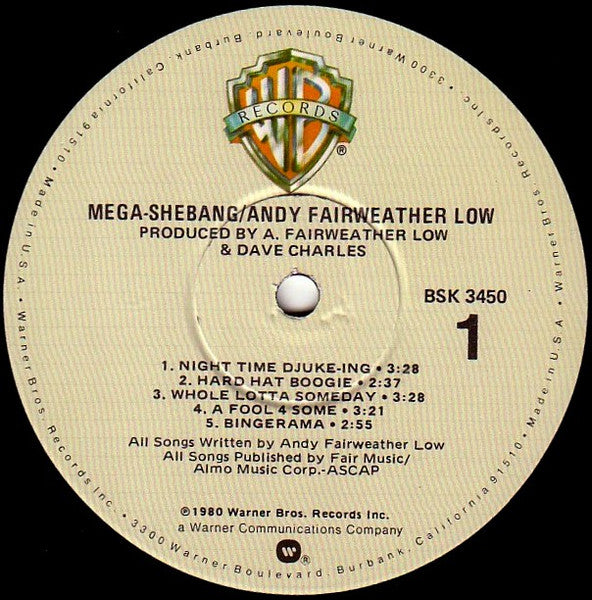 WB
RECORDS
®
MEGA-SHEBANG/ANDY FAIRWEATHER LOW
PRODUCED BY A. FAIRWEATHER LOW
& DAVE CHARLES
BSK 3450
1
1. NIGHT TIME DJUKE-ING • 3:28
2. HARD HAT BOOGIE • 2:37
3. WHOLE LOTTA SOMEDAY • 3:28
4. A FOOL 4 SOME • 3:21
5. BINGERAMA • 2:55
All Songs Written by Andy Fairweather Low
All Songs Published by Fair Music/
Almo Music Corp.-ASCAP
℗1980 Warner Bros. Records Inc.
a Warner Communications Company
®
Warner Bros. Records Inc. • 3300 Warner Boulevard, Burbank, California 91510 • Made in U.S.A. • Warner Bros. Records Inc. • 3300 Warner Boulevard, Burbank, California 91510 • Made in U.S.A. •